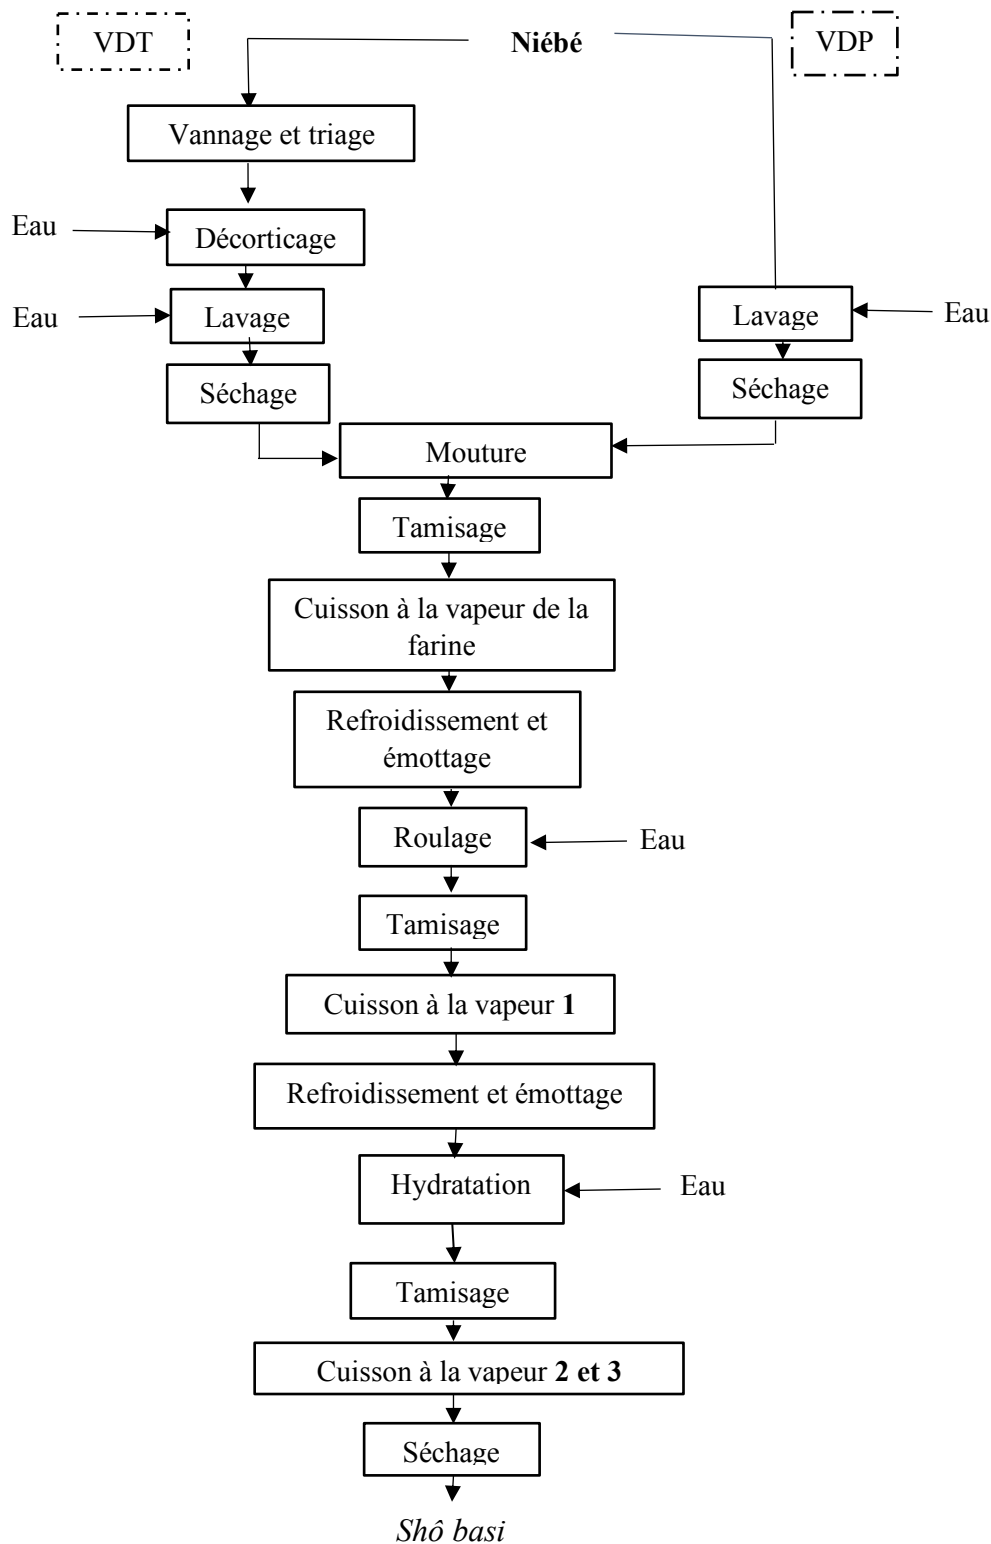 VDT
Niébé
VDP
Vannage et triage
Eau
Décorticage
Eau
Lavage
Lavage
Eau
Séchage
Séchage
Mouture
Tamisage
Cuisson à la vapeur de la
farine
Refroidissement et
émottage
Roulage
Eau
Tamisage
Cuisson à la vapeur 1
Refroidissement et émottage
Hydratation
Eau
Tamisage
Cuisson à la vapeur 2 et 3
Séchage
Shô basi